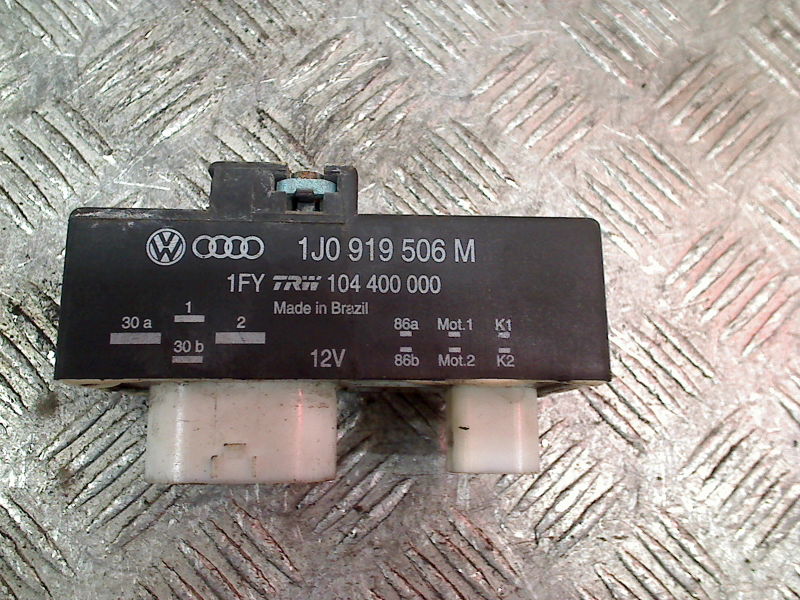 1J0 919 506 M
1FY TRW 104 400 000
Made in Brazil
30 a 1 2 86a Mot.1 K1
30 b 12V 86b Mot.2 K2